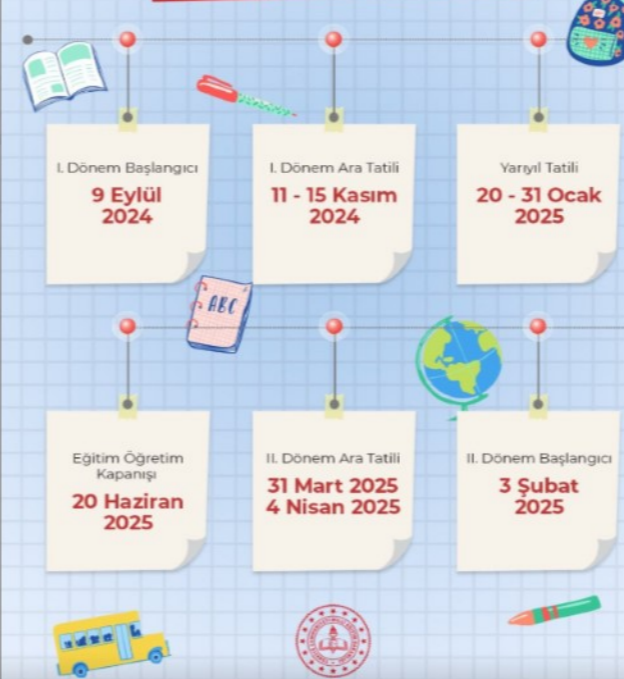 I. Dönem Başlangıcı
9 Eylül
2024
I. Dönem Ara Tatili
11 - 15 Kasım
2024
Yarıyıl Tatili
20 - 31 Ocak
2025
ABC
Eğitim Öğretim
Kapanışı
20 Haziran
2025
II. Dönem Ara Tatili
31 Mart 2025
4 Nisan 2025
II. Dönem Başlangıcı
3 Şubat
2025